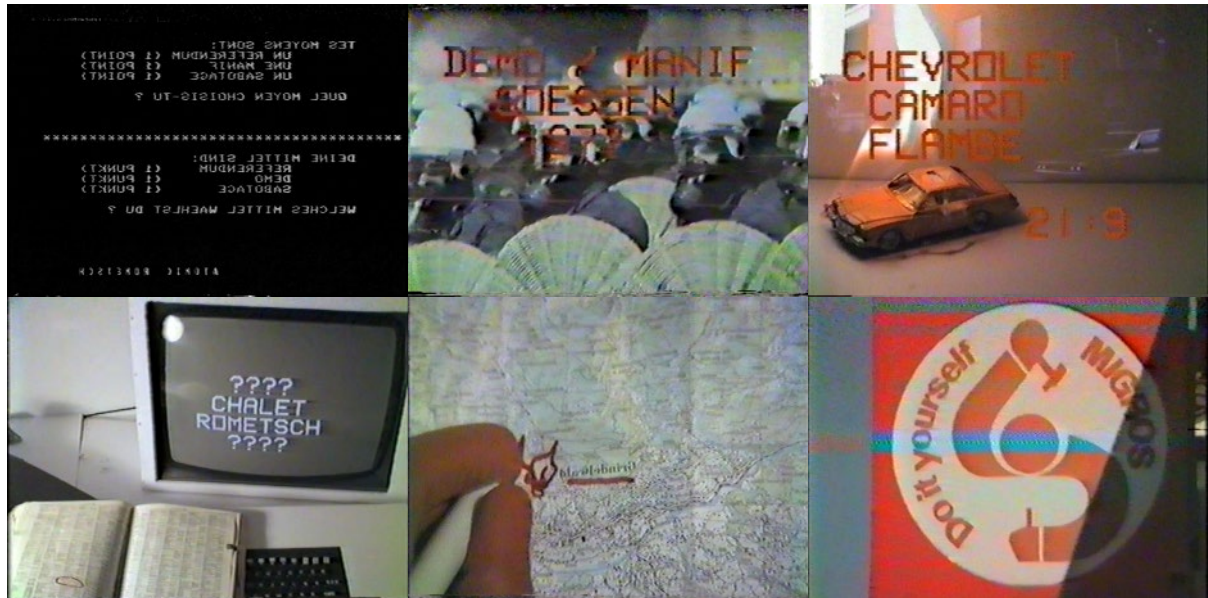 TES MOYENS SONT:
UN REFERENDUM (1 POINT)
UNE MANIF (1 POINT)
UN SABOTAGE (1 POINT)
QUEL MOYEN CHOISIS-TU ?
****************************************
DEINE MITTEL SIND:
REFERENDUM (1 PUNKT)
DEMO (1 PUNKT)
SABOTAGE (1 PUNKT)
WELCHES MITTEL WAEHLST DU ?
ATOMIC ROMETSCH
DEMO / MANIF
GOESGEN
CHEVROLET
CAMARO
FLAMBE
21:9
????
CHALET
ROMETSCH
????
Grindelwald
Do it yourself
MIGROS